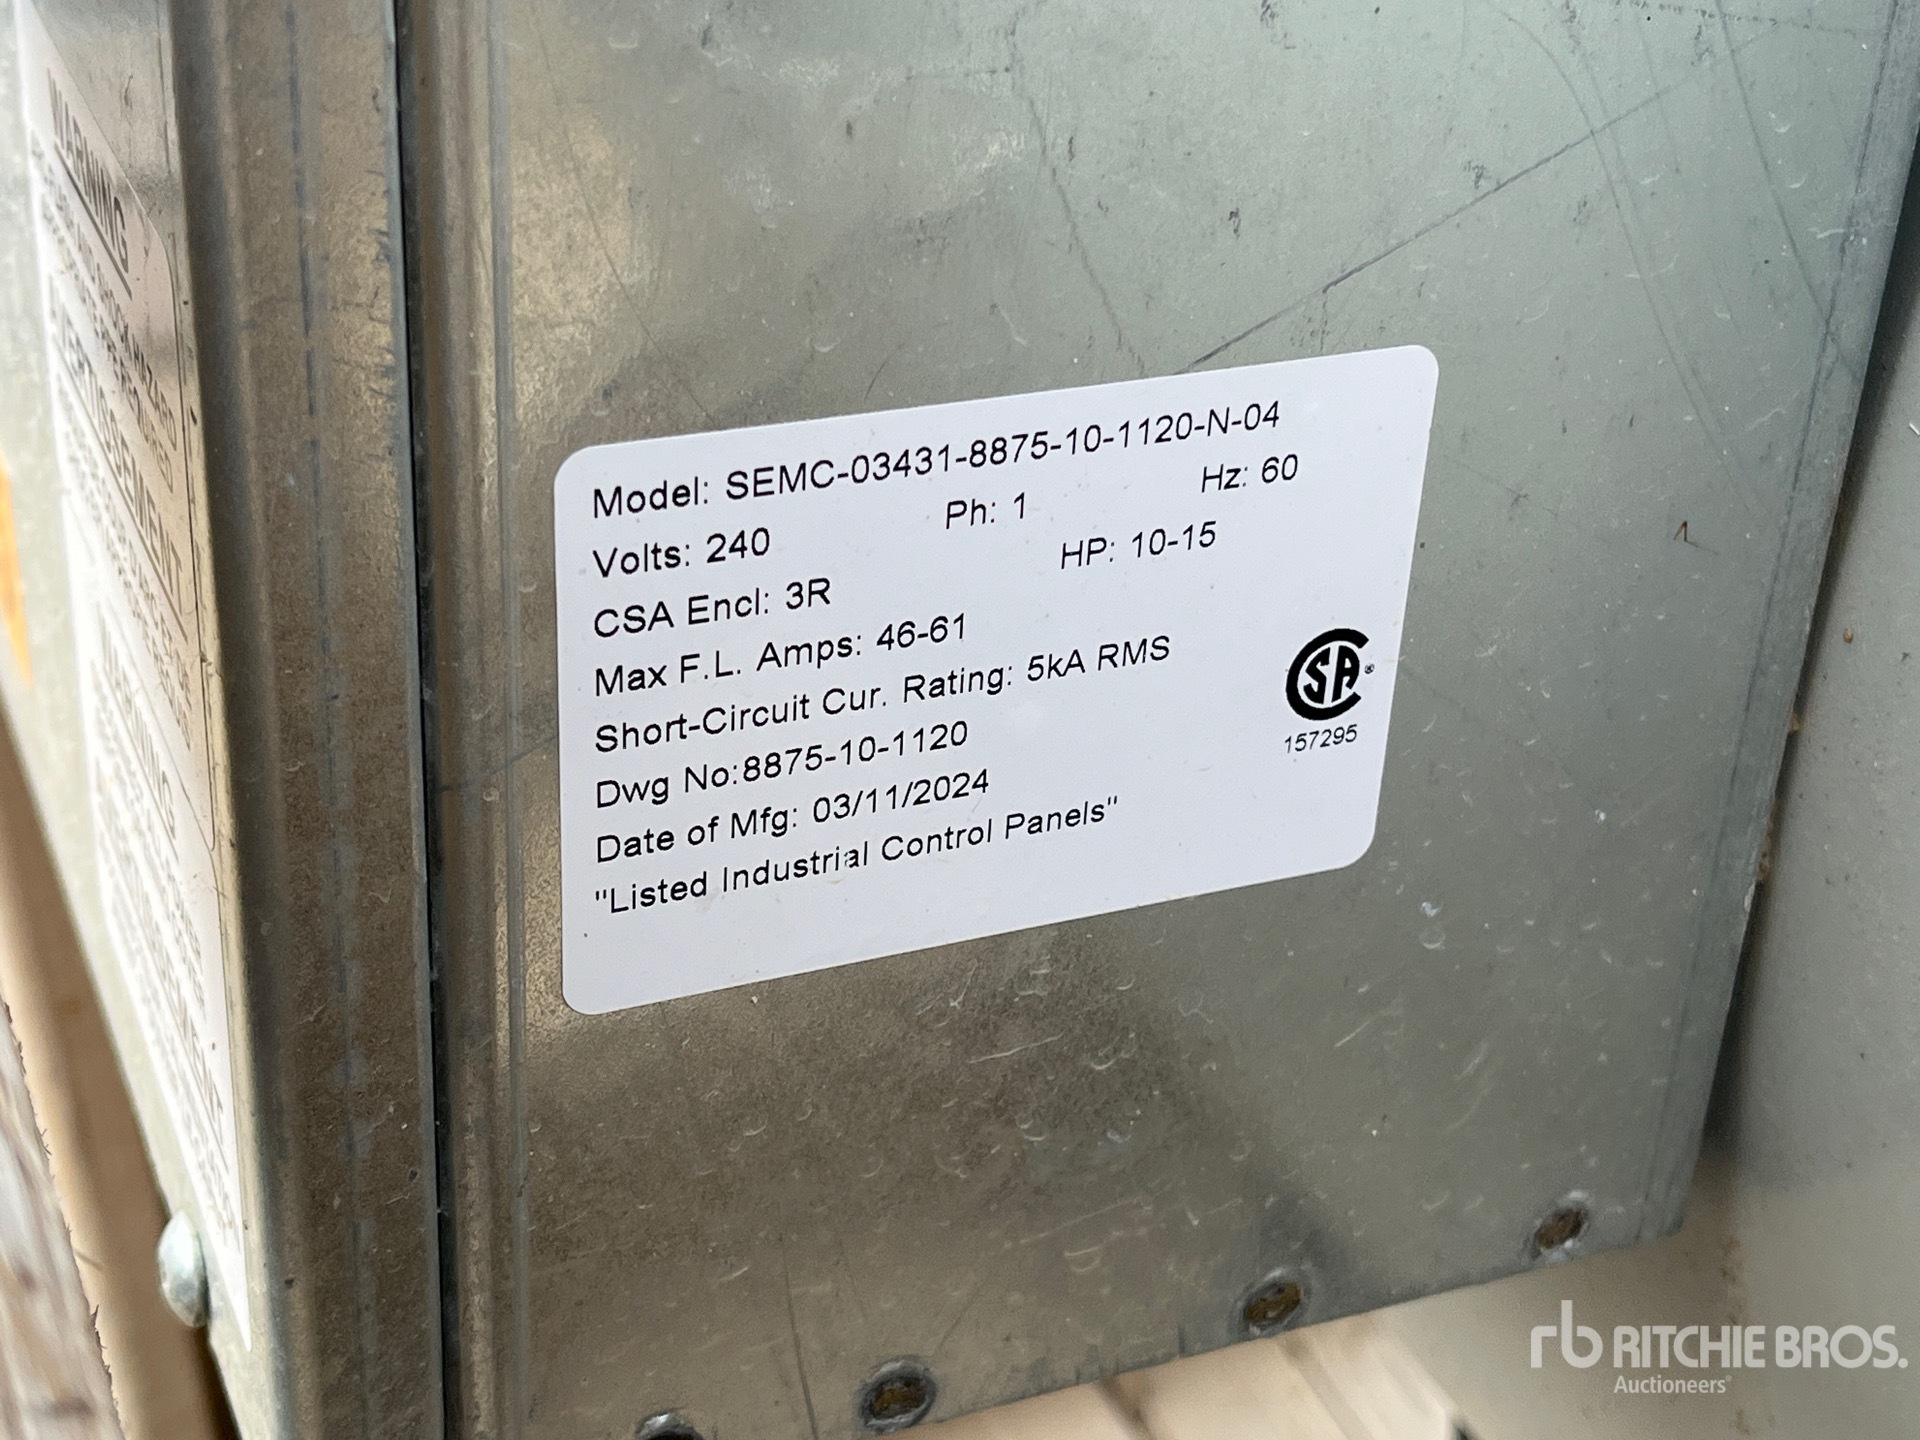 WARNING
Model: SEMC-03431-8875-10-1120-N-04
Volts: 240 Ph: 1 Hz: 60
CSA Encl: 3R HP: 10-15
Max F.L. Amps: 46-61
Short-Circuit Cur. Rating: 5kA RMS
Dwg No:8875-10-1120
Date of Mfg: 03/11/2024
"Listed Industrial Control Panels"
CSA®
157295
AVERTISSEMENT
rb RITCHIE BROS.
Auctioneers